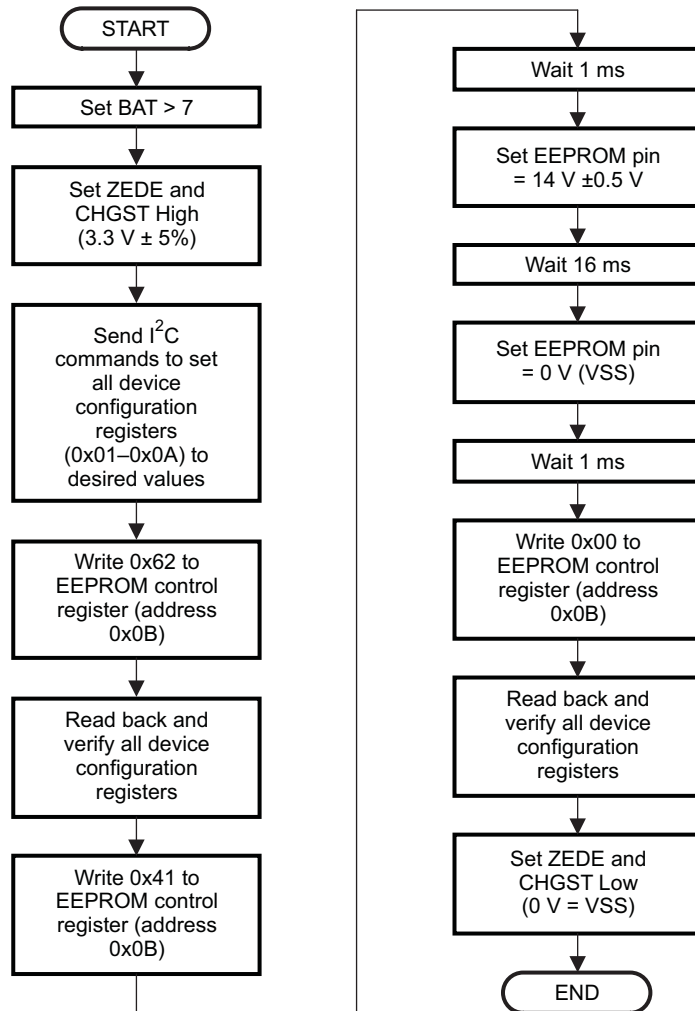 START
Set BAT > 7
Set ZEDE and
CHGST High
(3.3 V ± 5%)
Send I²C
commands to set
all device
configuration
registers
(0x01–0x0A) to
desired values
Write 0x62 to
EEPROM control
register (address
0x0B)
Read back and
verify all device
configuration
registers
Write 0x41 to
EEPROM control
register (address
0x0B)
Wait 1 ms
Set EEPROM pin
= 14 V ±0.5 V
Wait 16 ms
Set EEPROM pin
= 0 V (VSS)
Wait 1 ms
Write 0x00 to
EEPROM control
register (address
0x0B)
Read back and
verify all device
configuration
registers
Set ZEDE and
CHGST Low
(0 V = VSS)
END